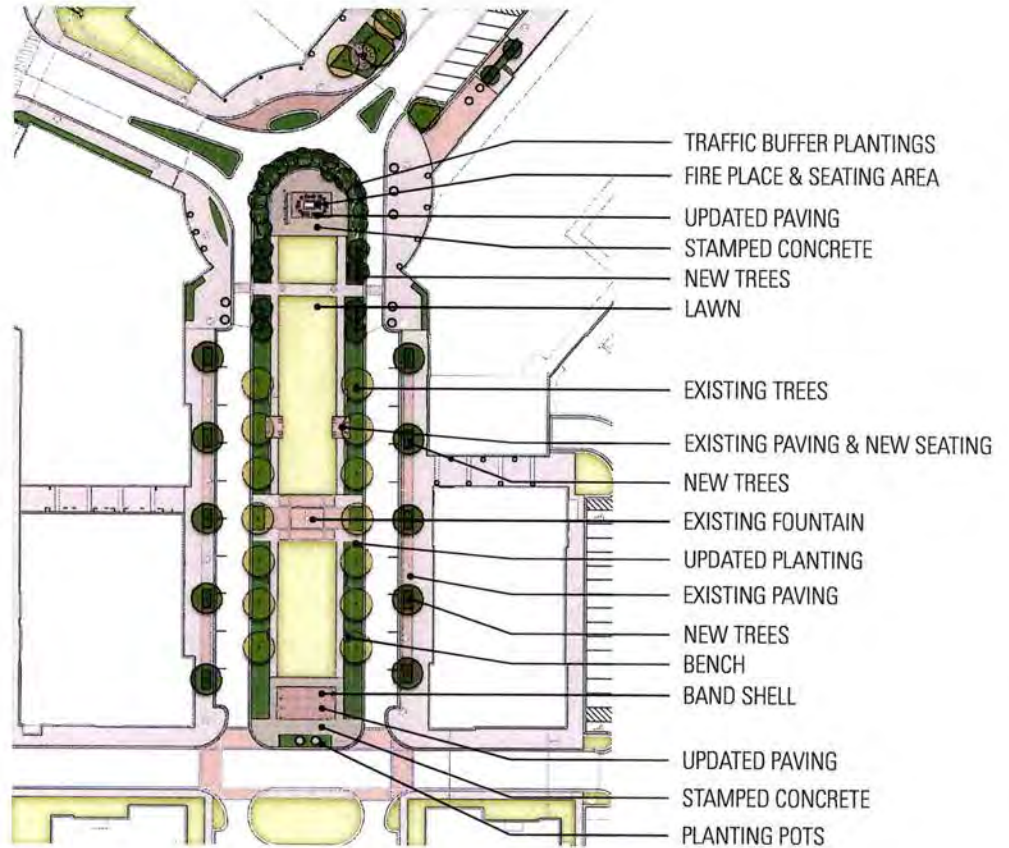 TRAFFIC BUFFER PLANTINGS
FIRE PLACE & SEATING AREA
UPDATED PAVING
STAMPED CONCRETE
NEW TREES
LAWN
EXISTING TREES
EXISTING PAVING & NEW SEATING
NEW TREES
EXISTING FOUNTAIN
UPDATED PLANTING
EXISTING PAVING
NEW TREES
BENCH
BAND SHELL
UPDATED PAVING
STAMPED CONCRETE
PLANTING POTS